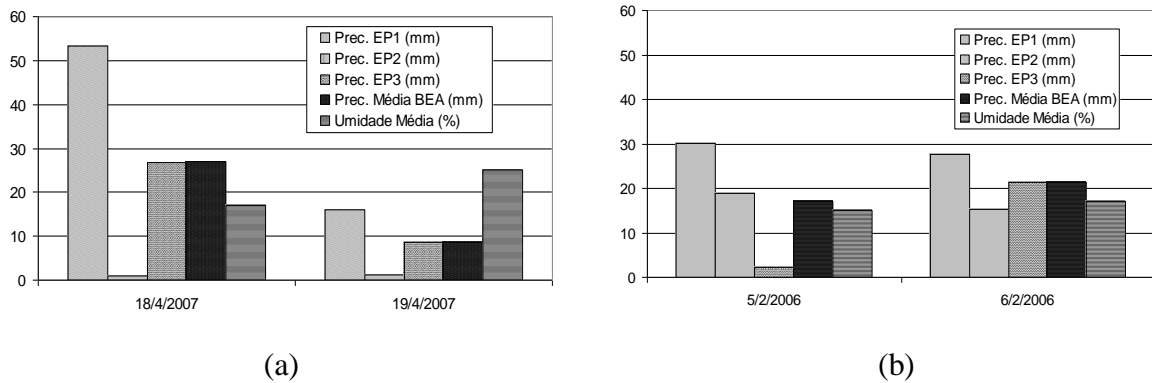 60
50
40
30
20
10
0
Prec. EP1 (mm)
Prec. EP2 (mm)
Prec. EP3 (mm)
Prec. Média BEA (mm)
Umidade Média (%)
18/4/2007 19/4/2007
(a)
60
50
40
30
20
10
0
Prec. EP1 (mm)
Prec. EP2 (mm)
Prec. EP3 (mm)
Prec. Média BEA (mm)
Umidade Média (%)
5/2/2006 6/2/2006
(b)